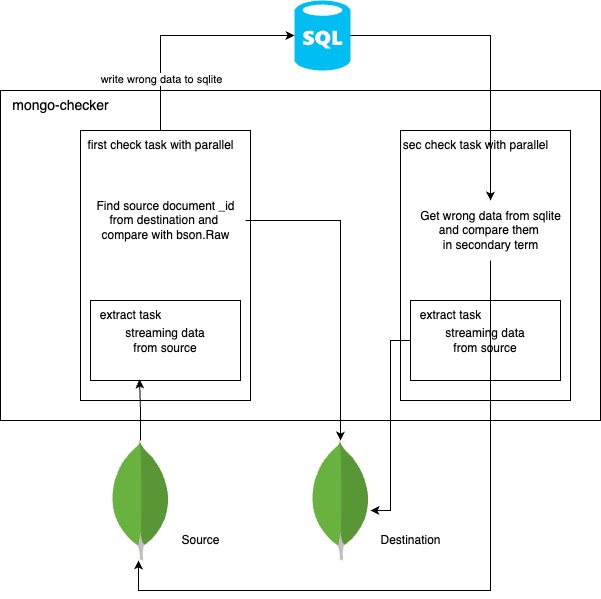 SQL
write wrong data to sqlite
mongo-checker
first check task with parallel
Find source document _id
from destination and
compare with bson.Raw
extract task
streaming data
from source
sec check task with parallel
Get wrong data from sqlite
and compare them
in secondary term
extract task
streaming data
from source
Source
Destination